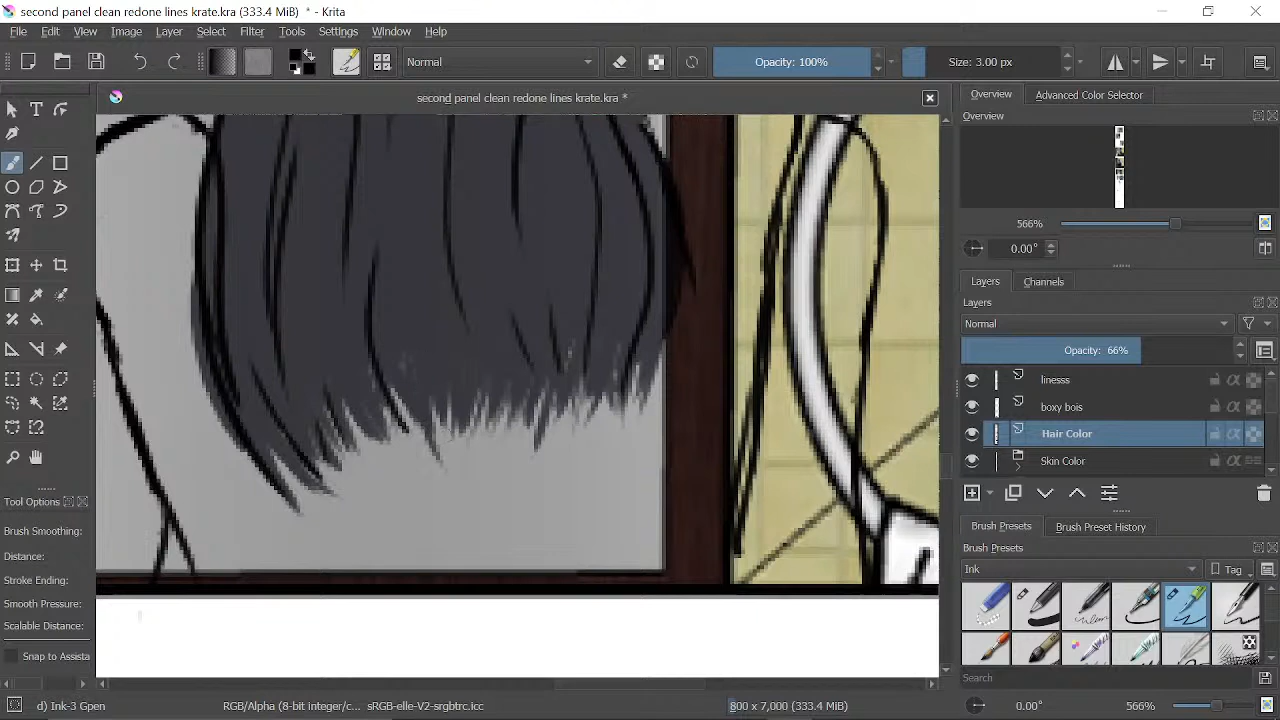 second panel clean redone lines krate.kra (333.4 MiB) * - Krita
File Edit View Image Layer Select Filter Tools Settings Window Help
Normal Opacity: 100% Size: 3.00 px
second panel clean redone lines krate.kra *
Overview Advanced Color Selector
Overview
566%
0.00°
Layers Channels
Layers
Normal
Opacity: 66%
linesss
boxy bois
Hair Color
Skin Color
Tool Options
Brush Smoothing:
Distance:
Stroke Ending:
Smooth Pressure:
Scalable Distance:
Snap to Assista
Brush Presets Brush Preset History
Brush Presets
Ink Tag
Search
d) Ink-3 Gpen RGB/Alpha (8-bit integer/c... sRGB-elle-V2-srgbtrc.icc 800 x 7,000 (333.4 MiB) 0.00° 566%